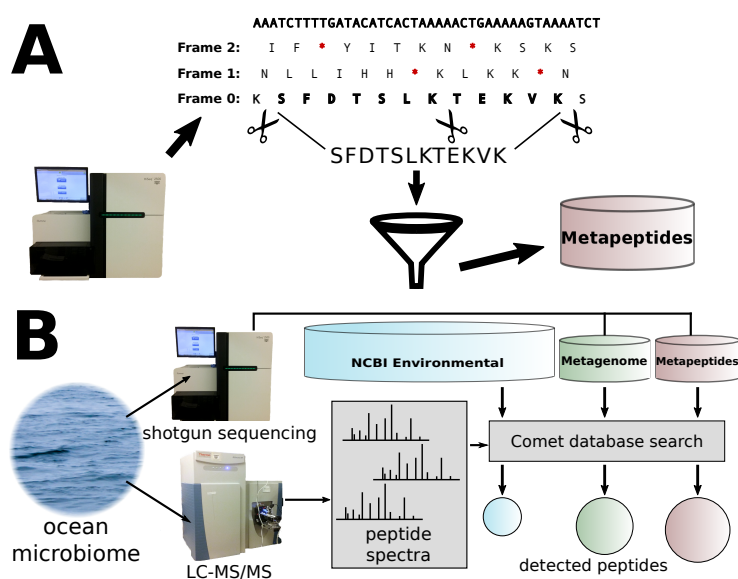 A
AAATCTTTTGATACATCACTAAAAACTGAAAAAGTAAAATCT
Frame 2: I F * Y I T K N * K S K S
Frame 1: N L L I H H * K L K K * N
Frame 0: K S F D T S L K T E K V K S
SFDTSLKTEKVK
Metapeptides
B
NCBI Environmental
Metagenome
Metapeptides
shotgun sequencing
Comet database search
ocean
microbiome
peptide
spectra
LC-MS/MS
detected peptides